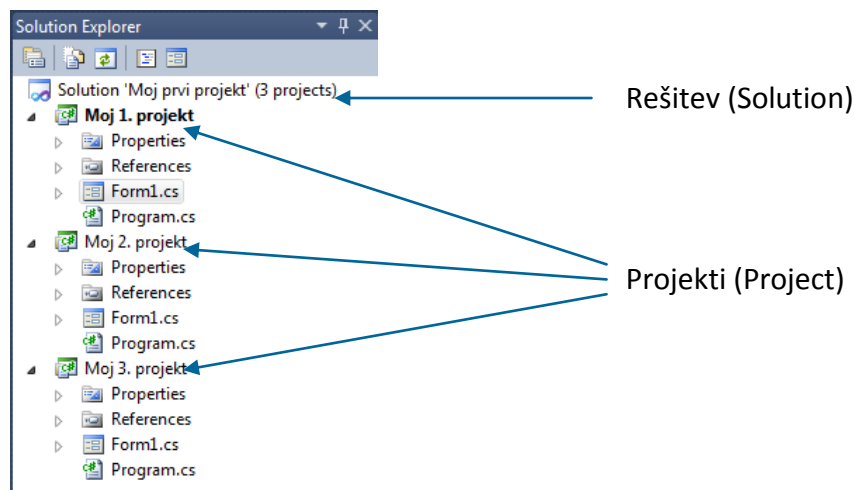 Solution Explorer
Solution 'Moj prvi projekt' (3 projects)
Rešitev (Solution)
Moj 1. projekt
Properties
References
Form1.cs
Program.cs
Moj 2. projekt
Properties
Projekti (Project)
References
Form1.cs
Program.cs
Moj 3. projekt
Properties
References
Form1.cs
Program.cs